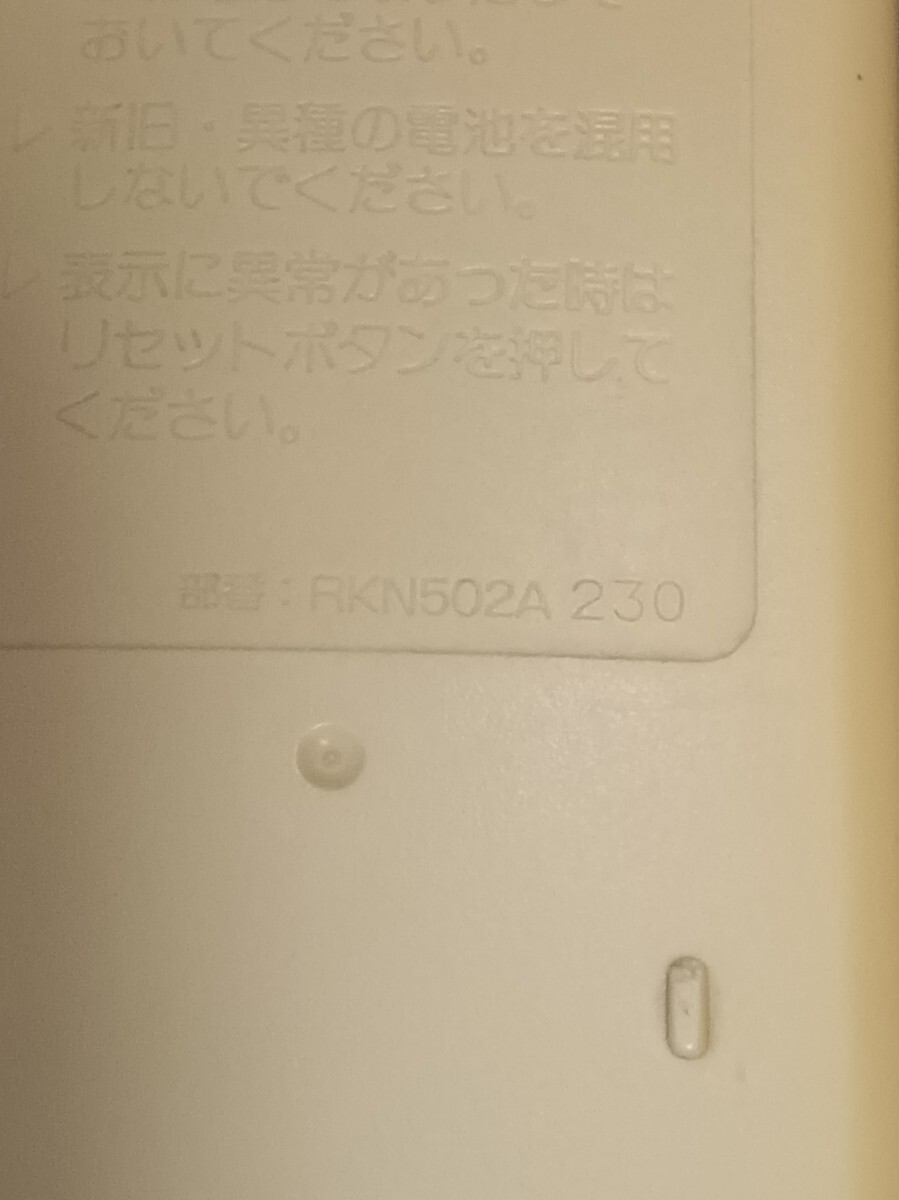 おいてください。
レ新旧・異種の電池を混用
しないでください。
レ表示に異常があった時は
リセットボタンを押して
ください。
部番：RKN502A 230